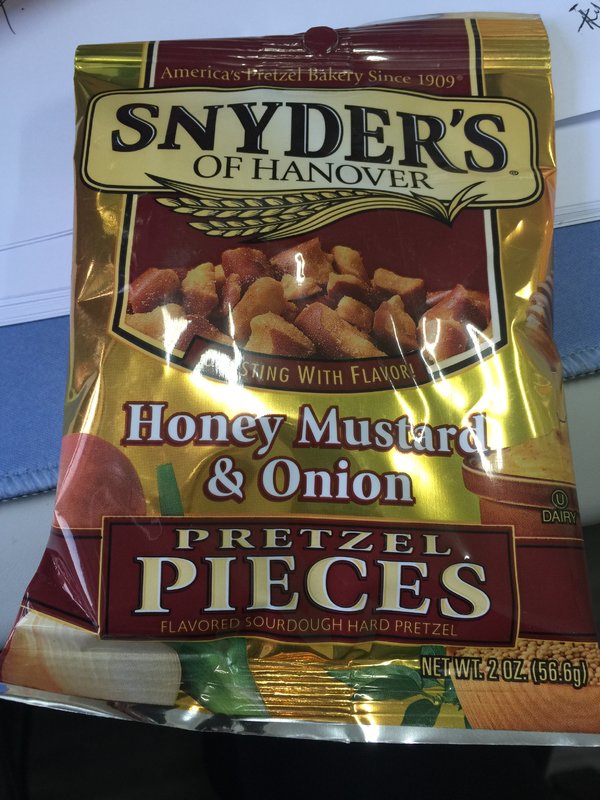 America's Pretzel Bakery Since 1909®
SNYDER'S
OF HANOVER®
WITH FLAVOR!
Honey Mustard
& Onion
U
DAIRY
PRETZEL
PIECES
FLAVORED SOURDOUGH HARD PRETZEL
NET WT. 2 OZ. (56.6g)